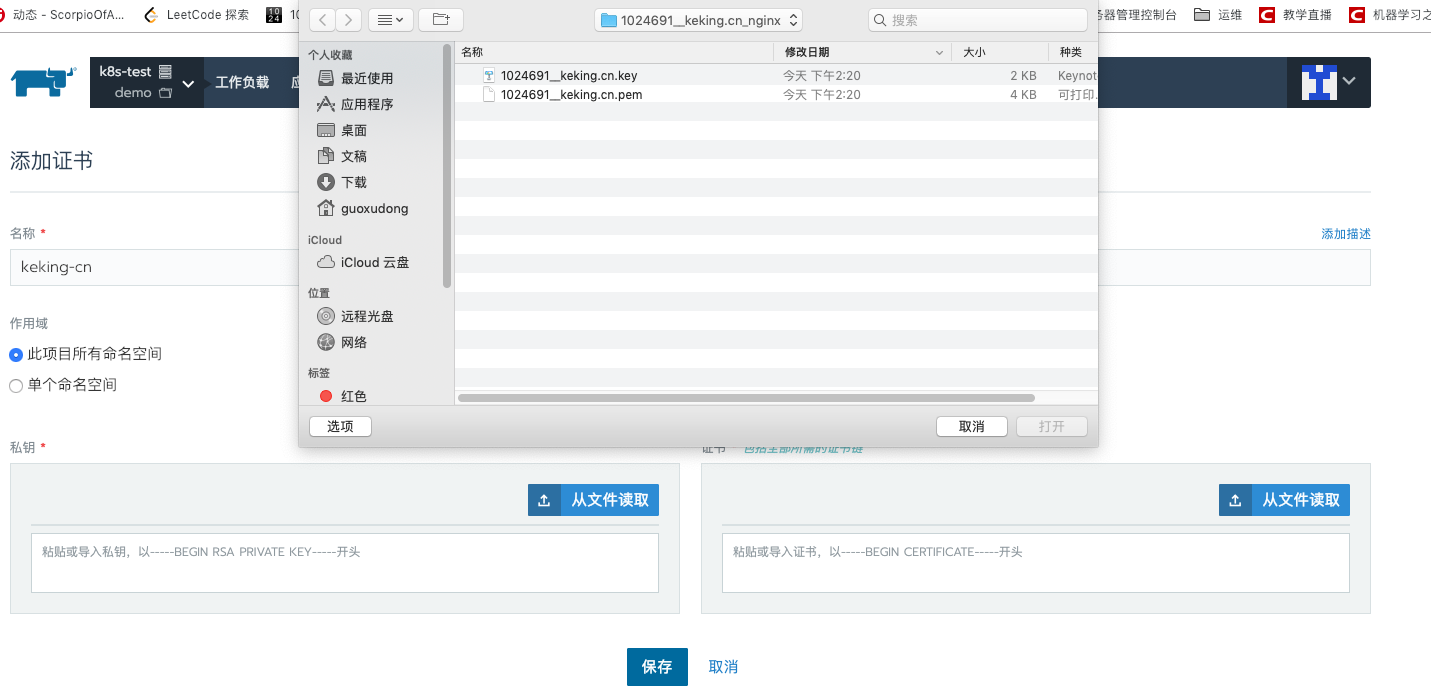 动态 - ScorpioOfA...
LeetCode 探索
10
24
1024691__keking.cn_nginx
搜索
务器管理控制台
运维
教学直播
机器学习之
k8s-test
demo
工作负载
个人收藏
最近使用
应用程序
桌面
文稿
下载
guoxudong
iCloud
iCloud 云盘
位置
远程光盘
网络
标签
红色
名称
修改日期
大小
种类
1024691__keking.cn.key
今天 下午2:20
2 KB
Keynot
1024691__keking.cn.pem
今天 下午2:20
4 KB
可打印.
选项
取消
打开
添加证书
名称 *
添加描述
keking-cn
作用域
此项目所有命名空间
单个命名空间
私钥 *
证书
包括全部所需的证书链
从文件读取
从文件读取
粘贴或导入私钥，以-----BEGIN RSA PRIVATE KEY-----开头
粘贴或导入证书，以-----BEGIN CERTIFICATE-----开头
保存
取消